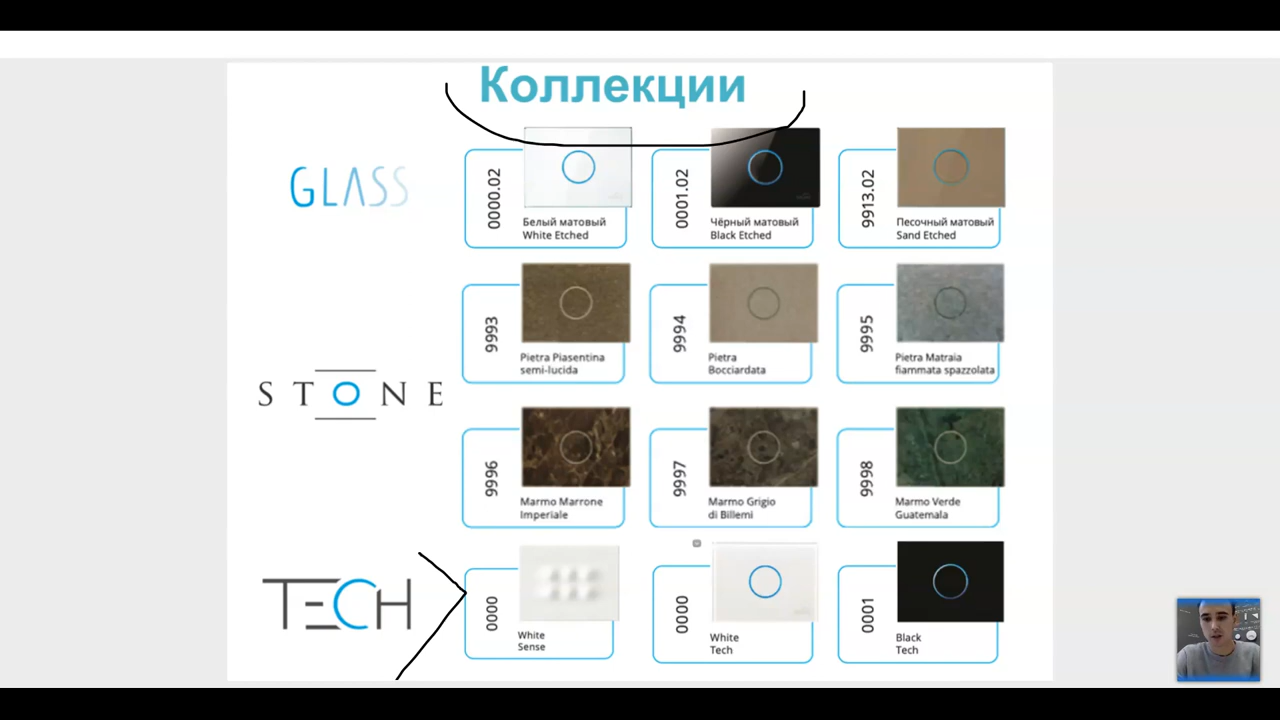 Коллекции
GLASS
0000.02
Белый матовый
White Etched
0001.02
Чёрный матовый
Black Etched
9913.02
Песочный матовый
Sand Etched
STONE
9993
Pietra Piasentina
semi-lucida
9994
Pietra
Bocciardata
9995
Pietra Matraia
fiammata spazzolata
9996
Marmo Marrone
Imperiale
9997
Marmo Grigio
di Billemi
9998
Marmo Verde
Guatemala
TECH
0000
White
Sense
0000
White
Tech
0001
Black
Tech